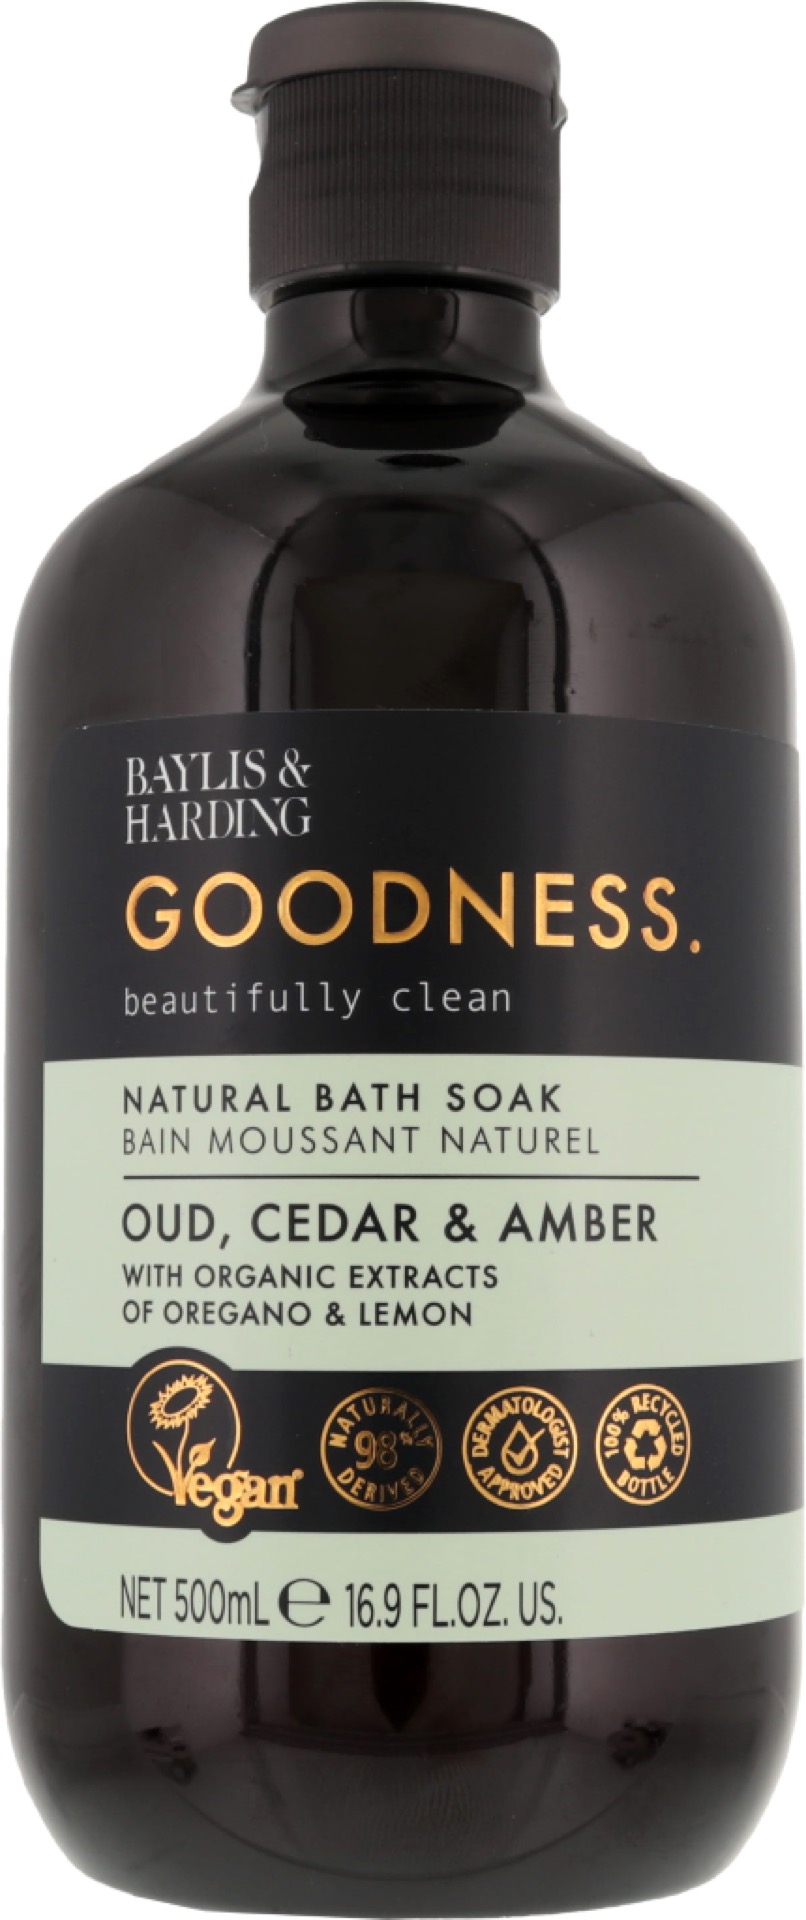 BAYLIS &
HARDING
GOODNESS.
beautifully clean
NATURAL BATH SOAK
BAIN MOUSSANT NATUREL
OUD, CEDAR & AMBER
WITH ORGANIC EXTRACTS
OF OREGANO & LEMON
Vegan
NATURALLY
98%
DERIVED
DERMATOLOGIST
APPROVED
100% RECYCLED
BOTTLE
NET 500mL ℮ 16.9 FL.OZ. US.